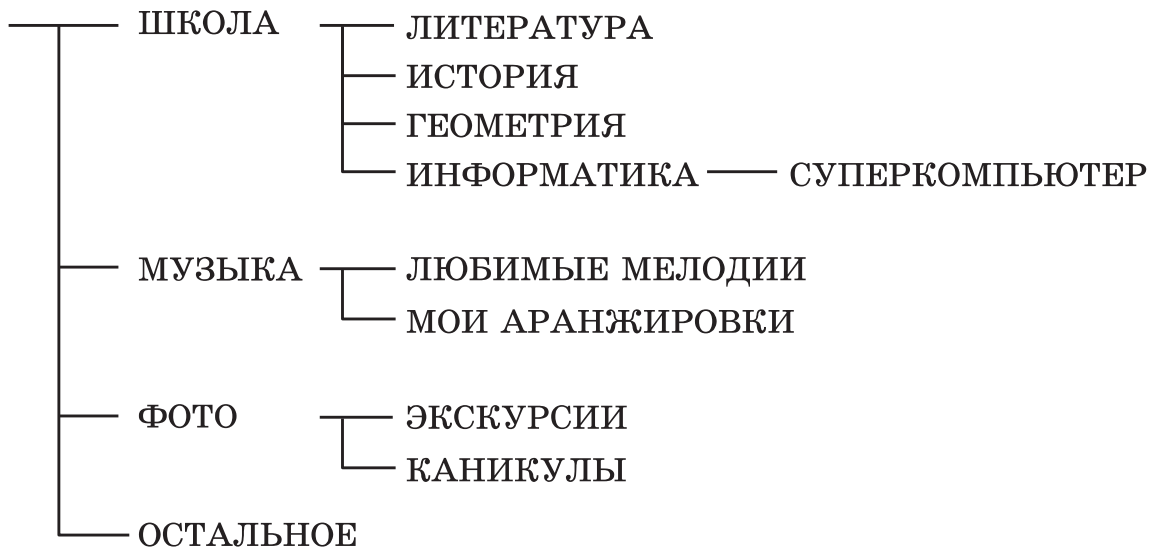 ШКОЛА ЛИТЕРАТУРА
ИСТОРИЯ
ГЕОМЕТРИЯ
ИНФОРМАТИКА СУПЕРКОМПЬЮТЕР
МУЗЫКА ЛЮБИМЫЕ МЕЛОДИИ
МОИ АРАНЖИРОВКИ
ФОТО ЭКСКУРСИИ
КАНИКУЛЫ
ОСТАЛЬНОЕ